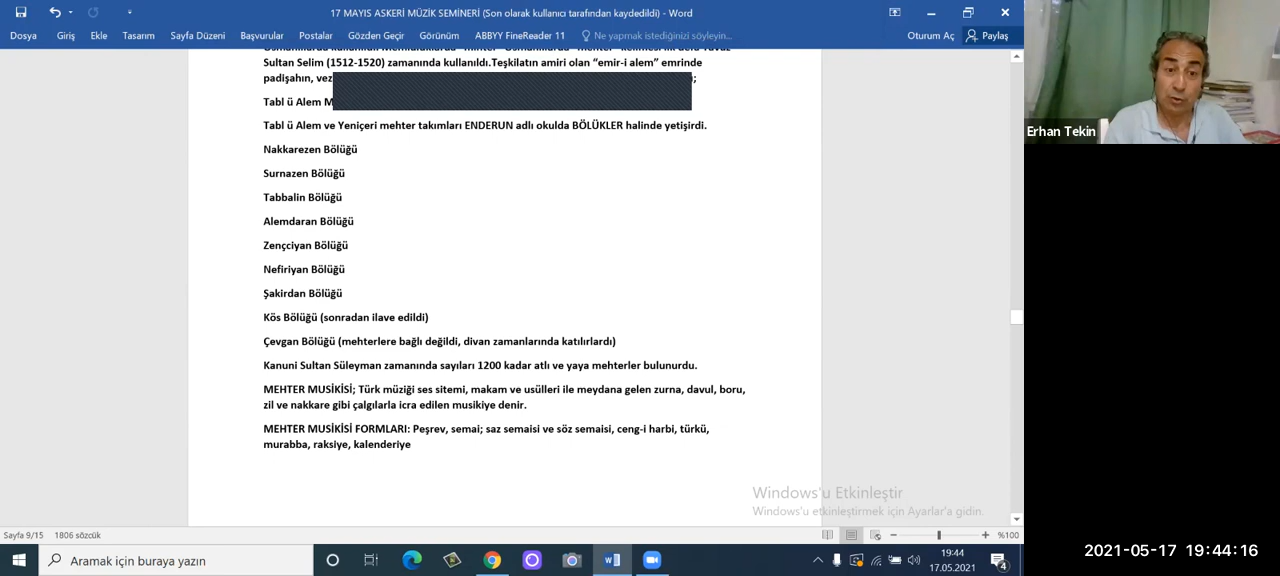 17 MAYIS ASKERİ MÜZİK SEMİNERİ (Son olarak kullanıcı tarafından kaydedildi) - Word
Dosya Giriş Ekle Tasarım Sayfa Düzeni Başvurular Postalar Gözden Geçir Görünüm ABBYY FineReader 11 Ne yapmak istediğinizi söyleyin... Oturum Aç Paylaş
Sultan Selim (1512-1520) zamanında kullanıldı.Teşkilatın amiri olan “emir-i alem” emrinde
padişahın, vez
Tabl ü Alem M
Tabl ü Alem ve Yeniçeri mehter takımları ENDERUN adlı okulda BÖLÜKLER halinde yetişirdi.
Nakkarezen Bölüğü
Surnazen Bölüğü
Tabbalin Bölüğü
Alemdaran Bölüğü
Zençciyan Bölüğü
Nefiriyan Bölüğü
Şakirdan Bölüğü
Kös Bölüğü (sonradan ilave edildi)
Çevgan Bölüğü (mehterlere bağlı değildi, divan zamanlarında katılırlardı)
Kanuni Sultan Süleyman zamanında sayıları 1200 kadar atlı ve yaya mehterler bulunurdu.
MEHTER MUSİKİSİ; Türk müziği ses sitemi, makam ve usülleri ile meydana gelen zurna, davul, boru,
zil ve nakkare gibi çalgılarla icra edilen musikiye denir.
MEHTER MUSİKİSİ FORMLARI: Peşrev, semai; saz semaisi ve söz semaisi, ceng-i harbi, türkü,
murabba, raksiye, kalenderiye
Windows'u Etkinleştir
Windows'u etkinleştirmek için Ayarlar'a gidin.
Sayfa 9/15 1806 sözcük %100
Aramak için buraya yazın
19:44
17.05.2021
4
Erhan Tekin
2021-05-17 19:44:16